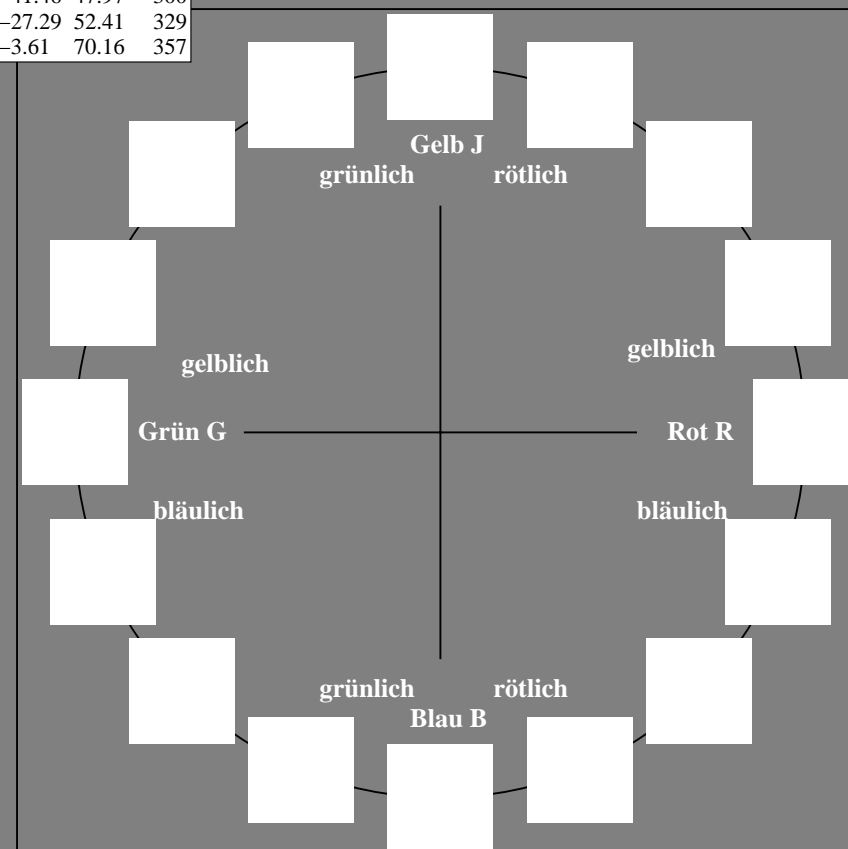 –27.29 52.41 329
–3.61 70.16 357
Gelb J
grünlich rötlich
gelblich gelblich
Grün G Rot R
bläulich bläulich
grünlich rötlich
Blau B